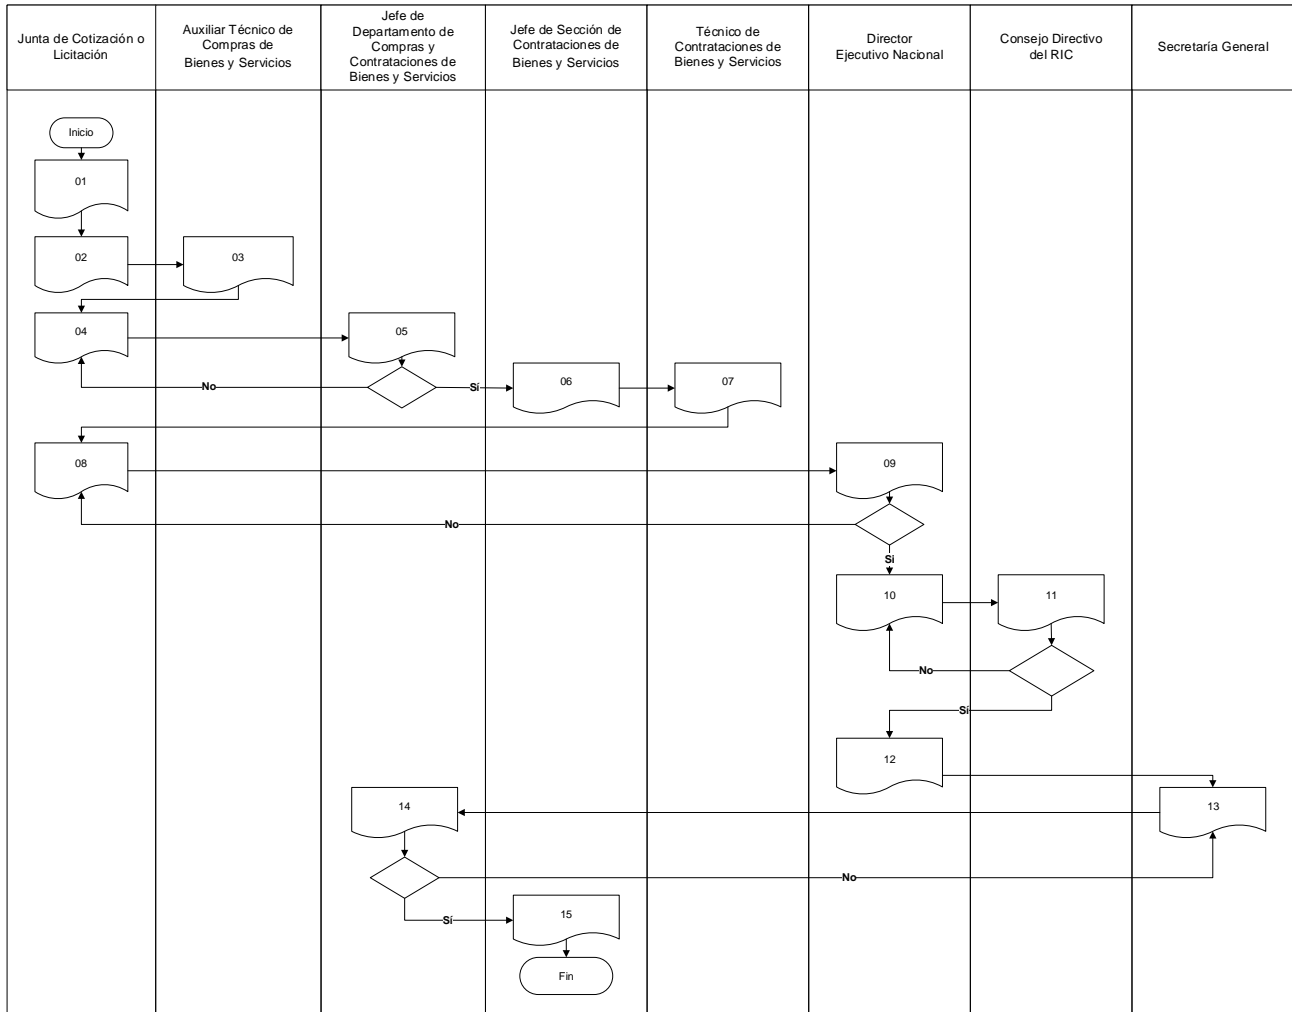 Junta de Cotización o
Licitación
Auxiliar Técnico de
Compras de
Bienes y Servicios
Jefe de
Departamento de
Compras y
Contrataciones de
Bienes y Servicios
Jefe de Sección de
Contrataciones de
Bienes y Servicios
Técnico de
Contrataciones de
Bienes y Servicios
Director
Ejecutivo Nacional
Consejo Directivo
del RIC
Secretaría General
Inicio
01
02
03
04
05
No
Sí
06
07
08
09
No
Si
10
11
No
Sí
12
13
14
No
Sí
15
Fin